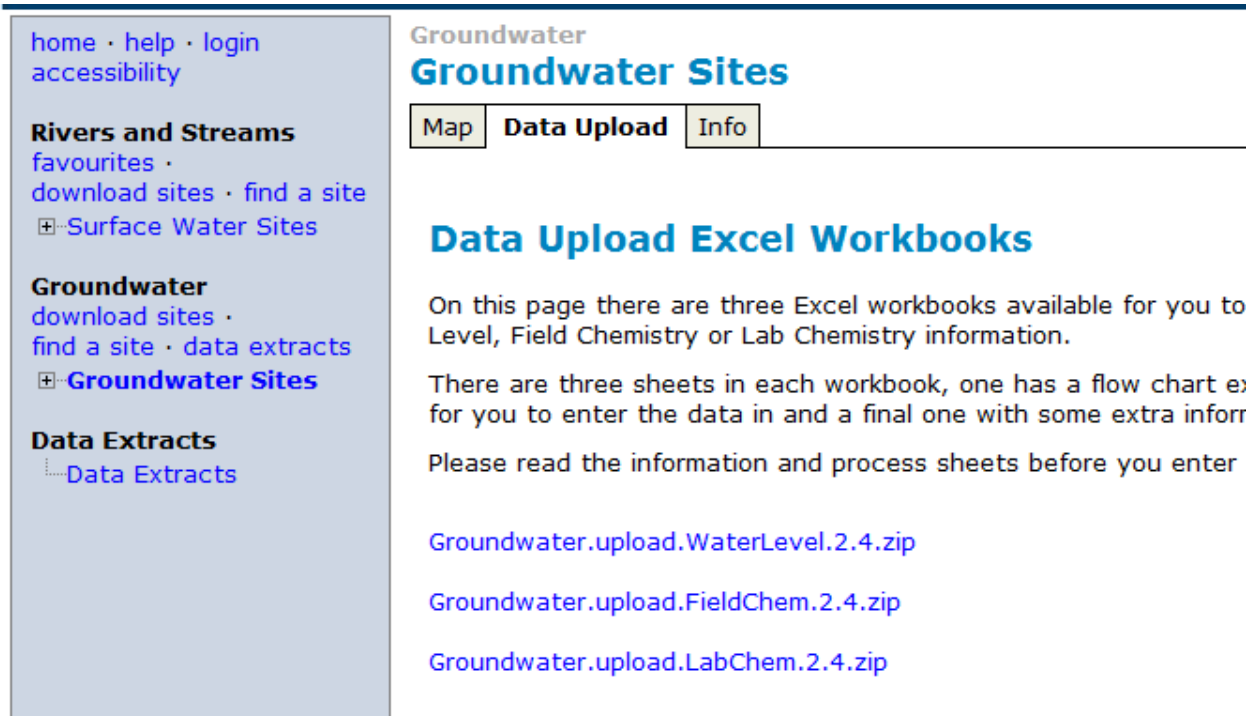 home · help · login
accessibility
Rivers and Streams
favourites ·
download sites · find a site
Surface Water Sites
Groundwater
download sites ·
find a site · data extracts
Groundwater Sites
Data Extracts
Data Extracts
Groundwater
Groundwater Sites
Map Data Upload Info
Data Upload Excel Workbooks
On this page there are three Excel workbooks available for you to
Level, Field Chemistry or Lab Chemistry information.
There are three sheets in each workbook, one has a flow chart
for you to enter the data in and a final one with some extra
Please read the information and process sheets before you enter
Groundwater.upload.WaterLevel.2.4.zip
Groundwater.upload.FieldChem.2.4.zip
Groundwater.upload.LabChem.2.4.zip